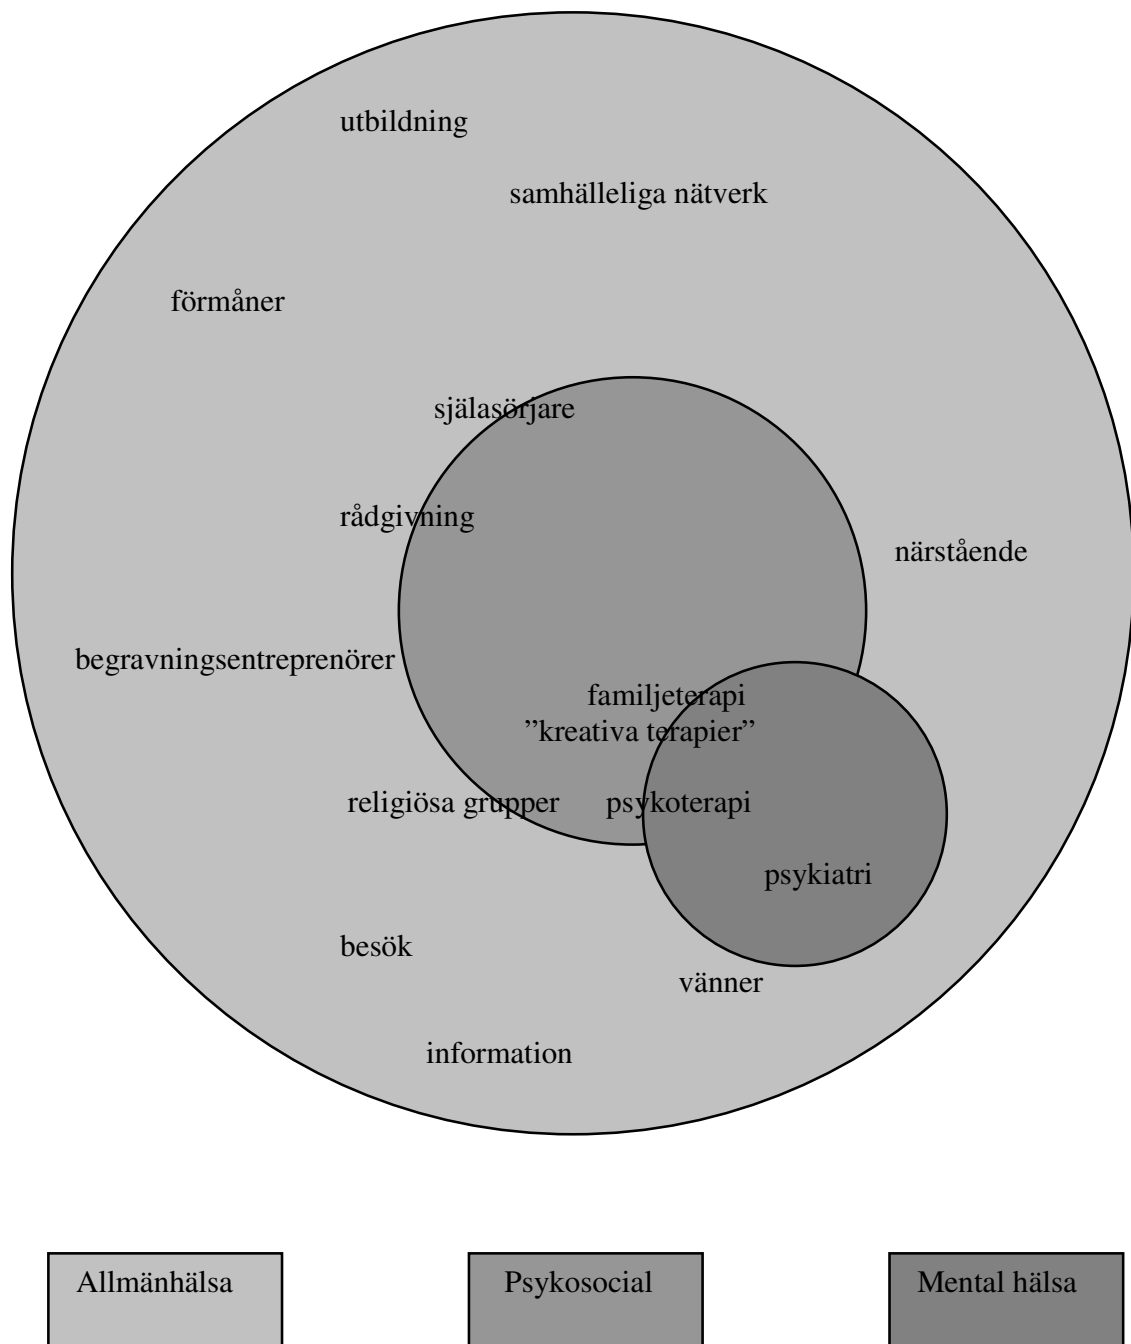 utbildning
samhälleliga nätverk
förmåner
själasörjare
rådgivning
närstående
begravningsentreprenörer
familjeterapi
”kreativa terapier”
religiösa grupper
psykoterapi
psykiatri
besök
vänner
information
Allmänhälsa
Psykosocial
Mental hälsa